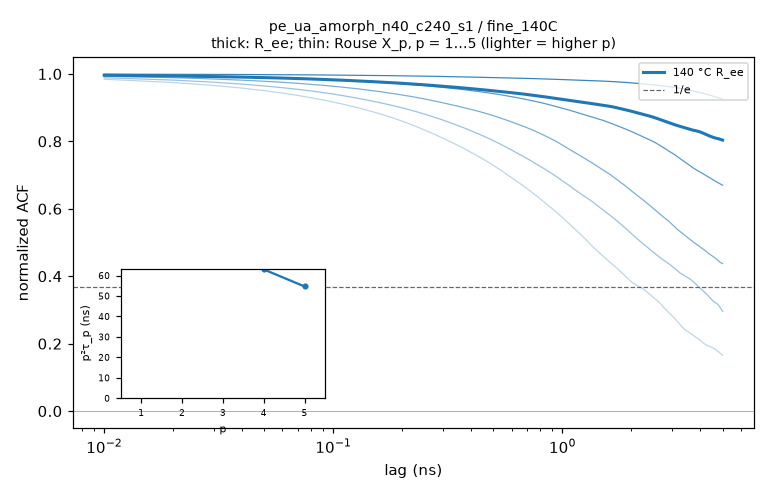 pe_ua_amorph_n40_c240_s1 / fine_140C
thick: R_ee; thin: Rouse X_p, p = 1…5 (lighter = higher p)
140 °C R_ee
1/e
normalized ACF
1.0
0.8
0.6
0.4
0.2
0.0
p²τ_p (ns)
60
50
40
30
20
10
0
1 2 3 4 5
p
10⁻² 10⁻¹ 10⁰
lag (ns)